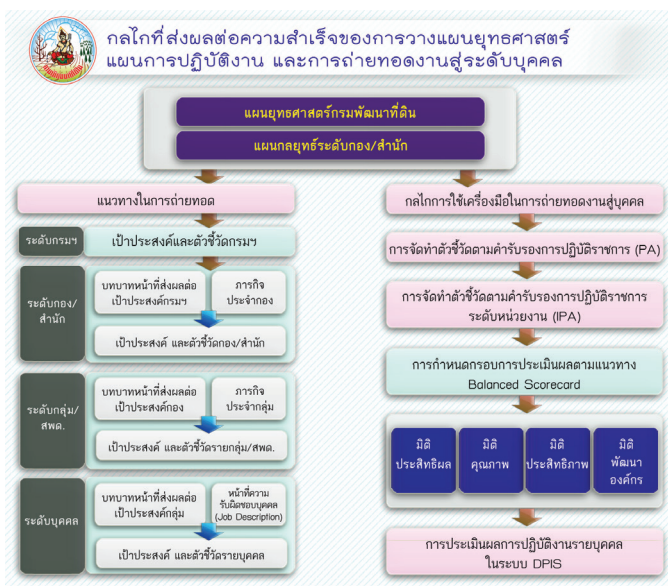 กลไกที่ส่งผลต่อความสำเร็จของการวางแผนยุทธศาสตร์
แผนการปฏิบัติงาน และการถ่ายทอดงานสู่ระดับบุคคล
แผนยุทธศาสตร์กรมพัฒนาที่ดิน
แผนกลยุทธ์ระดับกอง/สำนัก
แนวทางในการถ่ายทอด
ระดับกรมฯ
เป้าประสงค์และตัวชี้วัดกรมฯ
ระดับกอง/
สำนัก
บทบาทหน้าที่ส่งผลต่อ
เป้าประสงค์กรมฯ
ภารกิจ
ประจำกอง
เป้าประสงค์ และตัวชี้วัดกอง/สำนัก
ระดับกลุ่ม/
สพด.
บทบาทหน้าที่ส่งผลต่อ
เป้าประสงค์กอง
ภารกิจ
ประจำกลุ่ม
เป้าประสงค์ และตัวชี้วัดรายกลุ่ม/สพด.
ระดับบุคคล
บทบาทหน้าที่ส่งผลต่อ
เป้าประสงค์กลุ่ม
หน้าที่ความ
รับผิดชอบบุคคล
(Job Description)
เป้าประสงค์ และตัวชี้วัดรายบุคคล
กลไกการใช้เครื่องมือในการถ่ายทอดงานสู่บุคคล
การจัดทำตัวชี้วัดตามคำรับรองการปฏิบัติราชการ (PA)
การจัดทำตัวชี้วัดตามคำรับรองการปฏิบัติราชการ
ระดับหน่วยงาน (IPA)
การกำหนดกรอบการประเมินผลตามแนวทาง
Balanced Scorecard
มิติ
ประสิทธิผล
มิติ
คุณภาพ
มิติ
ประสิทธิภาพ
มิติ
พัฒนา
องค์กร
การประเมินผลการปฏิบัติงานรายบุคคล
ในระบบ DPIS